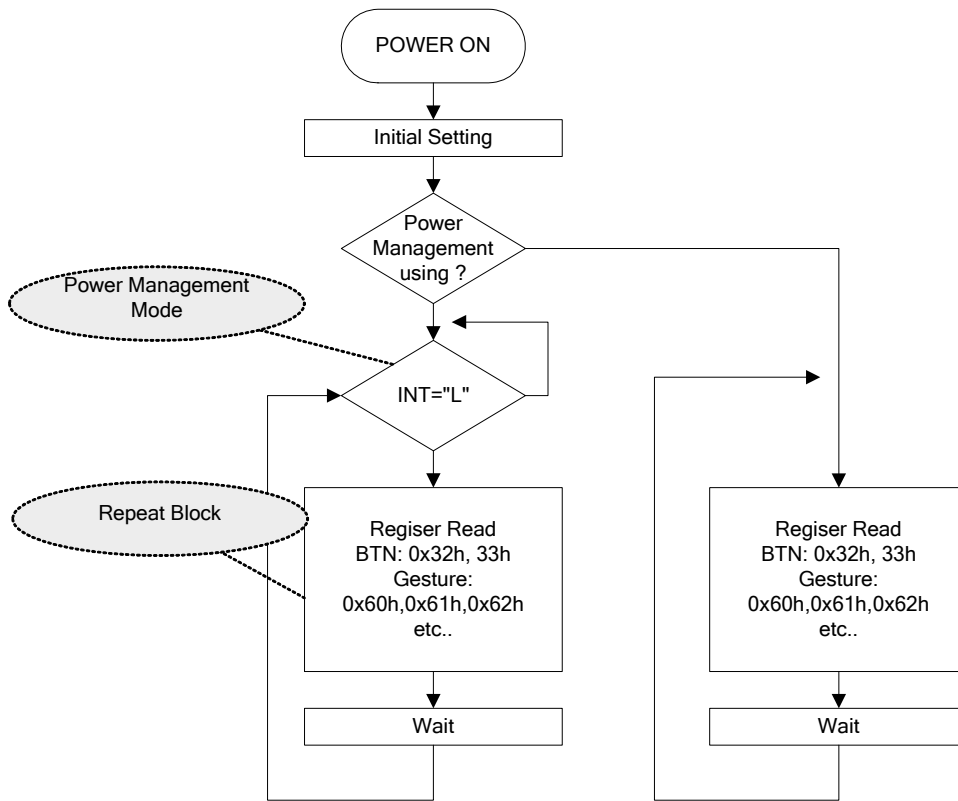 POWER ON
Initial Setting
Power
Management
using ?
Power Management
Mode
INT="L"
Repeat Block
Regiser Read
BTN: 0x32h, 33h
Gesture:
0x60h,0x61h,0x62h
etc..
Wait
Regiser Read
BTN: 0x32h, 33h
Gesture:
0x60h,0x61h,0x62h
etc..
Wait